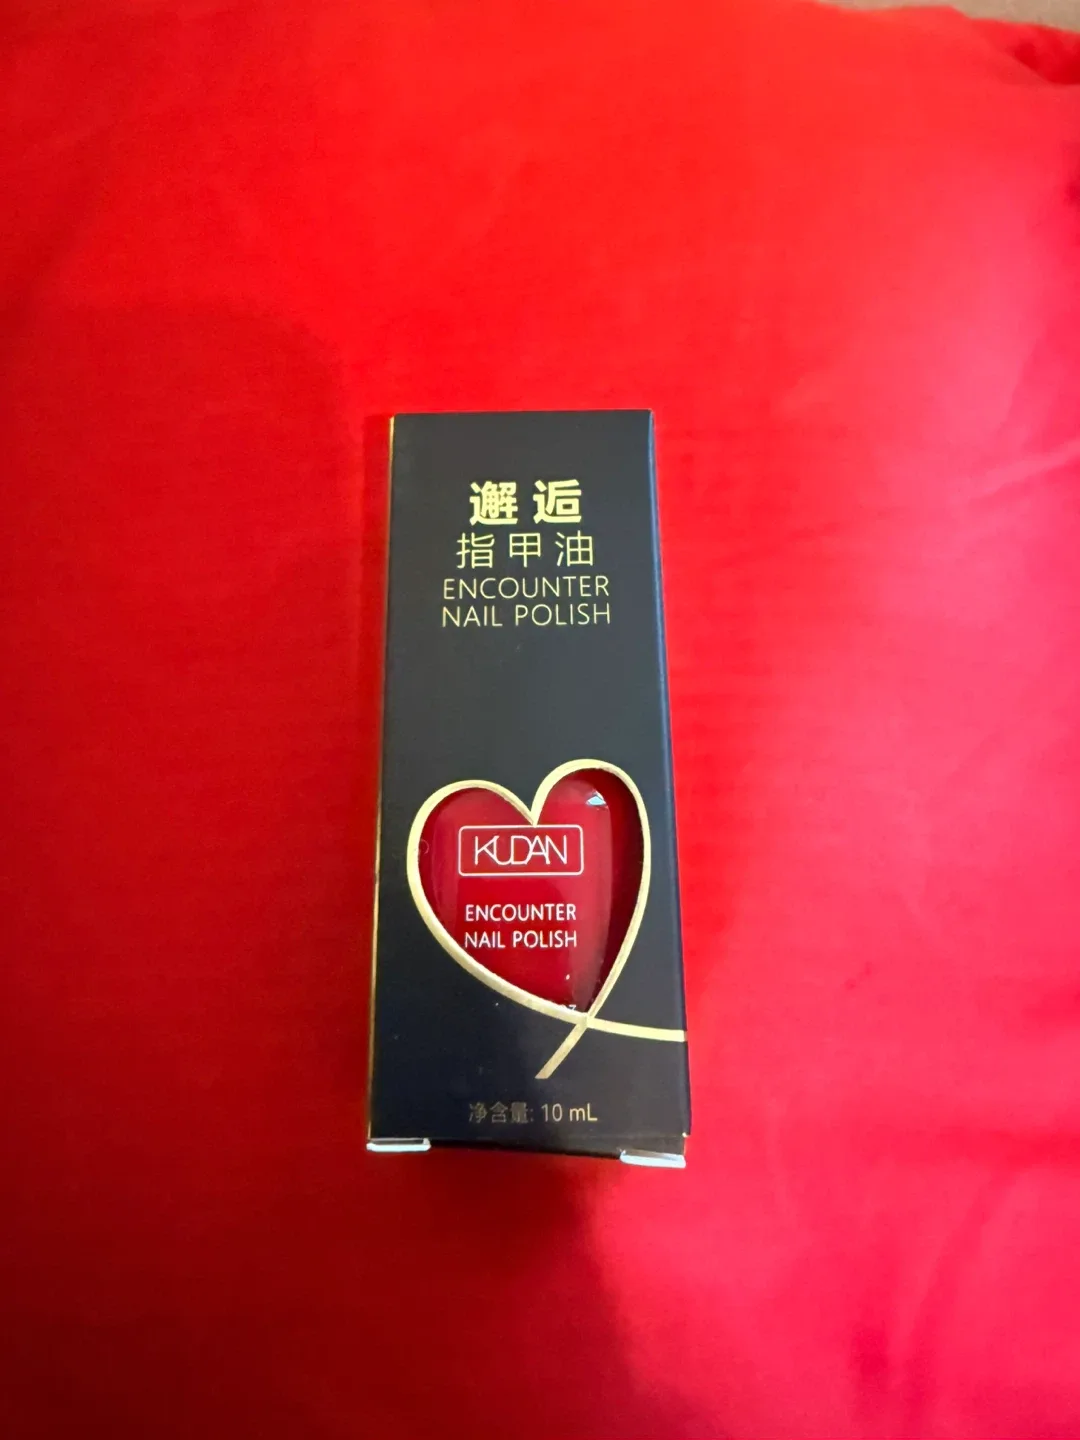 邂逅
指甲油
ENCOUNTER
NAIL POLISH
KUDAN
ENCOUNTER
NAIL POLISH
净含量: 10 mL